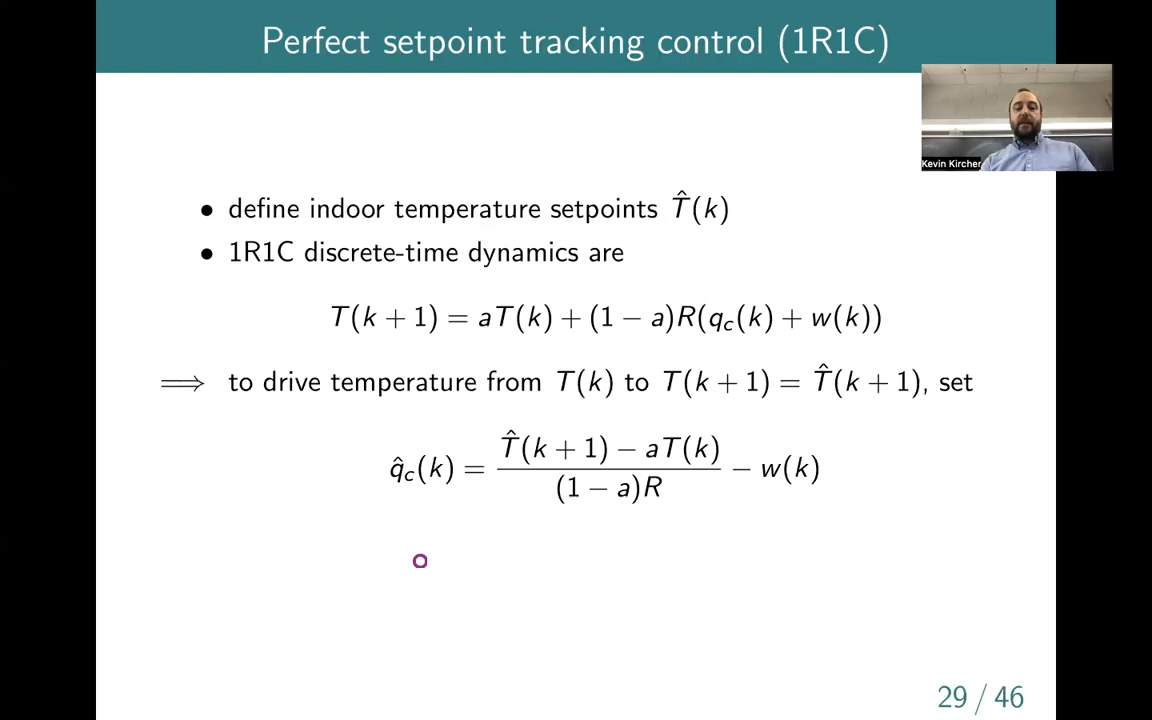 Perfect setpoint tracking control (1R1C)
Kevin Kircher
• define indoor temperature setpoints T̂(k)
• 1R1C discrete-time dynamics are
T(k + 1) = aT(k) + (1 − a)R(q_c(k) + w(k))
⟹ to drive temperature from T(k) to T(k + 1) = T̂(k + 1), set
q̂_c(k) = \frac{T̂(k + 1) − aT(k)}{(1 − a)R} − w(k)
29 / 46